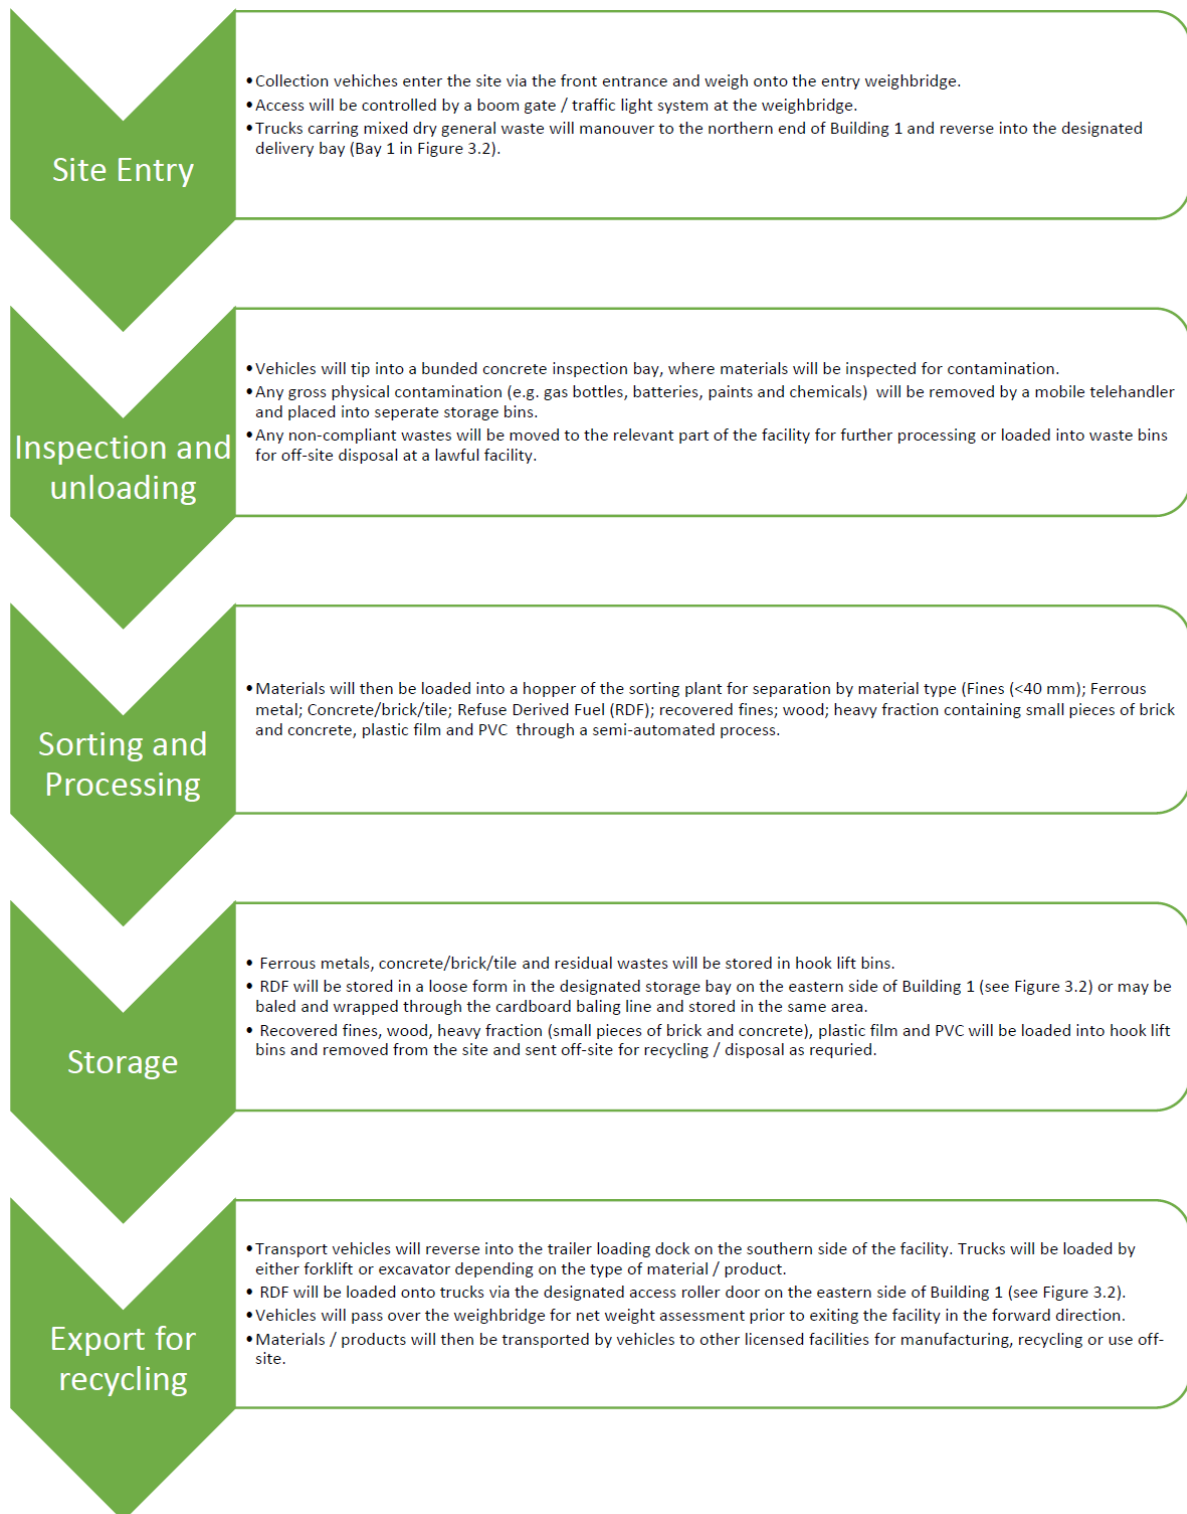 Site Entry
•Collection vehiches enter the site via the front entrance and weigh onto the entry weighbridge.
•Access will be controlled by a boom gate / traffic light system at the weighbridge.
•Trucks carring mixed dry general waste will manouver to the northern end of Building 1 and reverse into the designated
delivery bay (Bay 1 in Figure 3.2).
Inspection and
unloading
•Vehicles will tip into a bunded concrete inspection bay, where materials will be inspected for contamination.
•Any gross physical contamination (e.g. gas bottles, batteries, paints and chemicals)  will be removed by a mobile telehandler
and placed into seperate storage bins.
•Any non-compliant wastes will be moved to the relevant part of the facility for further processing or loaded into waste bins
for off-site disposal at a lawful facility.
Sorting and
Processing
•Materials will then be loaded into a hopper of the sorting plant for separation by material type (Fines (<40 mm); Ferrous
metal; Concrete/brick/tile; Refuse Derived Fuel (RDF); recovered fines; wood; heavy fraction containing small pieces of brick
and concrete, plastic film and PVC  through a semi-automated process.
Storage
• Ferrous metals, concrete/brick/tile and residual wastes will be stored in hook lift bins.
• RDF will be stored in a loose form in the designated storage bay on the eastern side of Building 1 (see Figure 3.2) or may be
baled and wrapped through the cardboard baling line and stored in the same area.
• Recovered fines, wood, heavy fraction (small pieces of brick and concrete), plastic film and PVC will be loaded into hook lift
bins and removed from the site and sent off-site for recycling / disposal as requried.
Export for
recycling
•Transport vehicles will reverse into the trailer loading dock on the southern side of the facility. Trucks will be loaded by
either forklift or excavator depending on the type of material / product.
• RDF will be loaded onto trucks via the designated access roller door on the eastern side of Building 1 (see Figure 3.2).
•Vehicles will pass over the weighbridge for net weight assessment prior to exiting the facility in the forward direction.
•Materials / products will then be transported by vehicles to other licensed facilities for manufacturing, recycling or use off-
site.